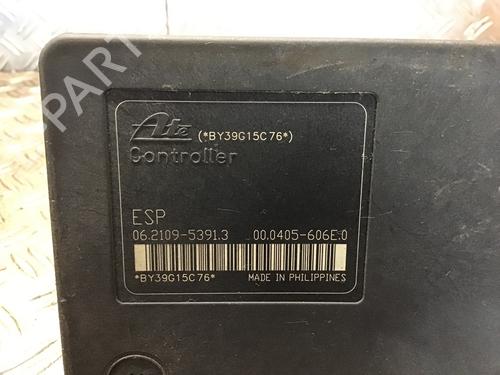 PART
Ate (*BY39G15C76*)
Controller
ESP
06.2109-5391.3 00.0405-606E.0
*BY39G15C76* MADE IN PHILIPPINES